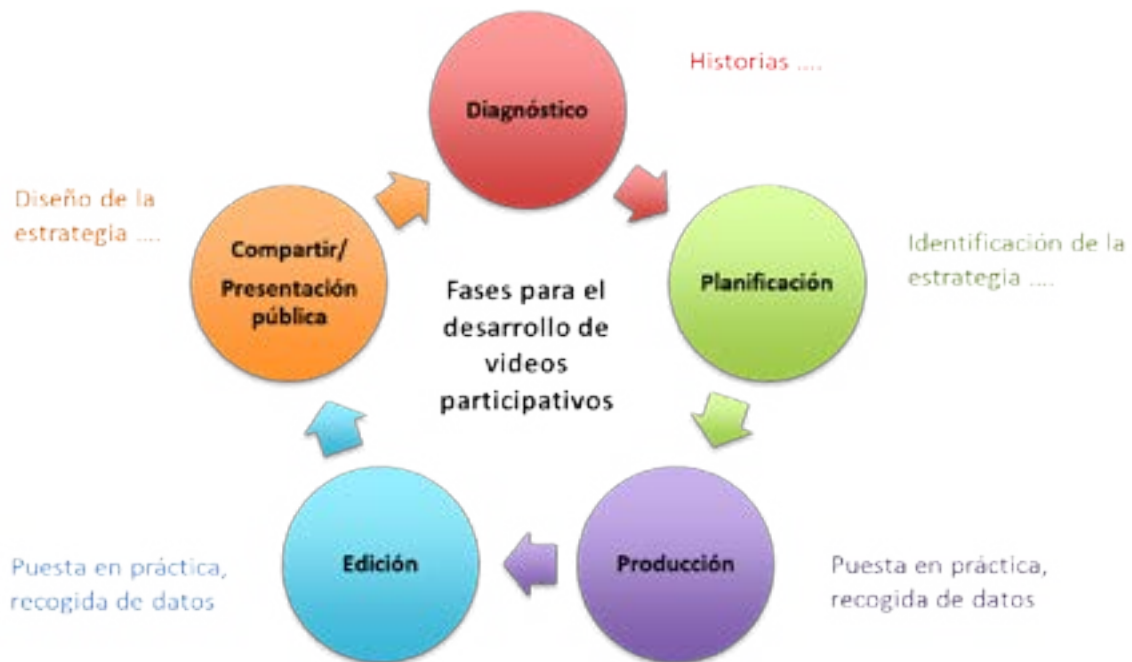 Diagnóstico
Historias ....
Planificación
Identificación de la
estrategia ....
Producción
Puesta en práctica,
recogida de datos
Edición
Puesta en práctica,
recogida de datos
Compartir/
Presentación
pública
Diseño de la
estrategia ....
Fases para el
desarrollo de
videos
participativos